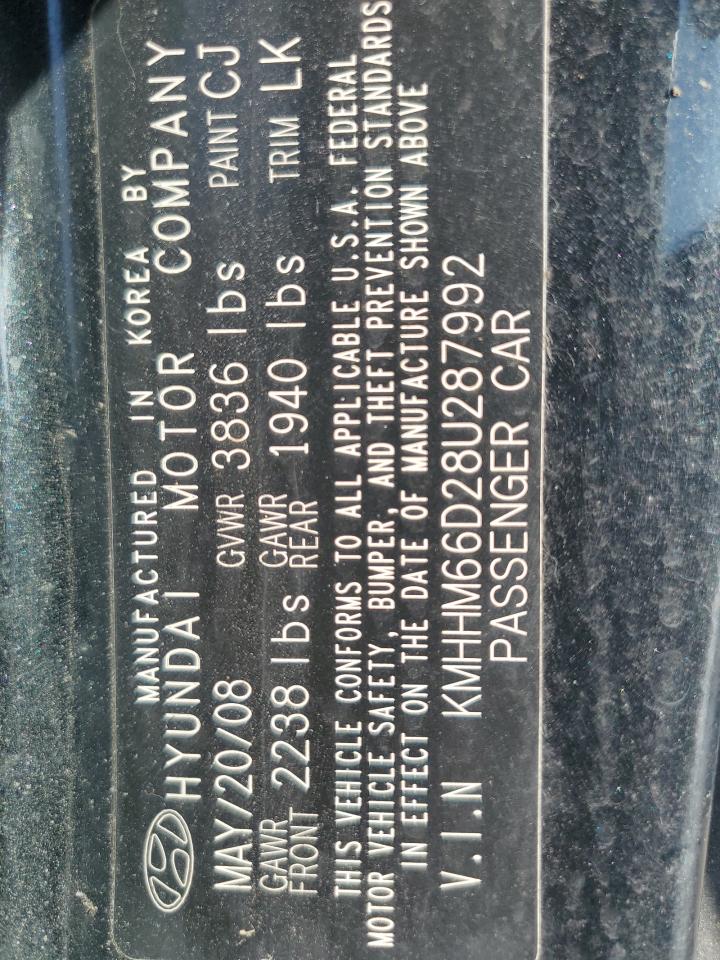 MANUFACTURED IN KOREA BY
HYUNDAI MOTOR COMPANY
MAY/20/08 GVWR 3836 lbs PAINT CJ
GAWR FRONT 2238 lbs GAWR REAR 1940 lbs TRIM LK
THIS VEHICLE CONFORMS TO ALL APPLICABLE U.S.A. FEDERAL
MOTOR VEHICLE SAFETY, BUMPER, AND THEFT PREVENTION STANDARDS
IN EFFECT ON THE DATE OF MANUFACTURE SHOWN ABOVE
V.I.N KMHHM66D28U287992
PASSENGER CAR